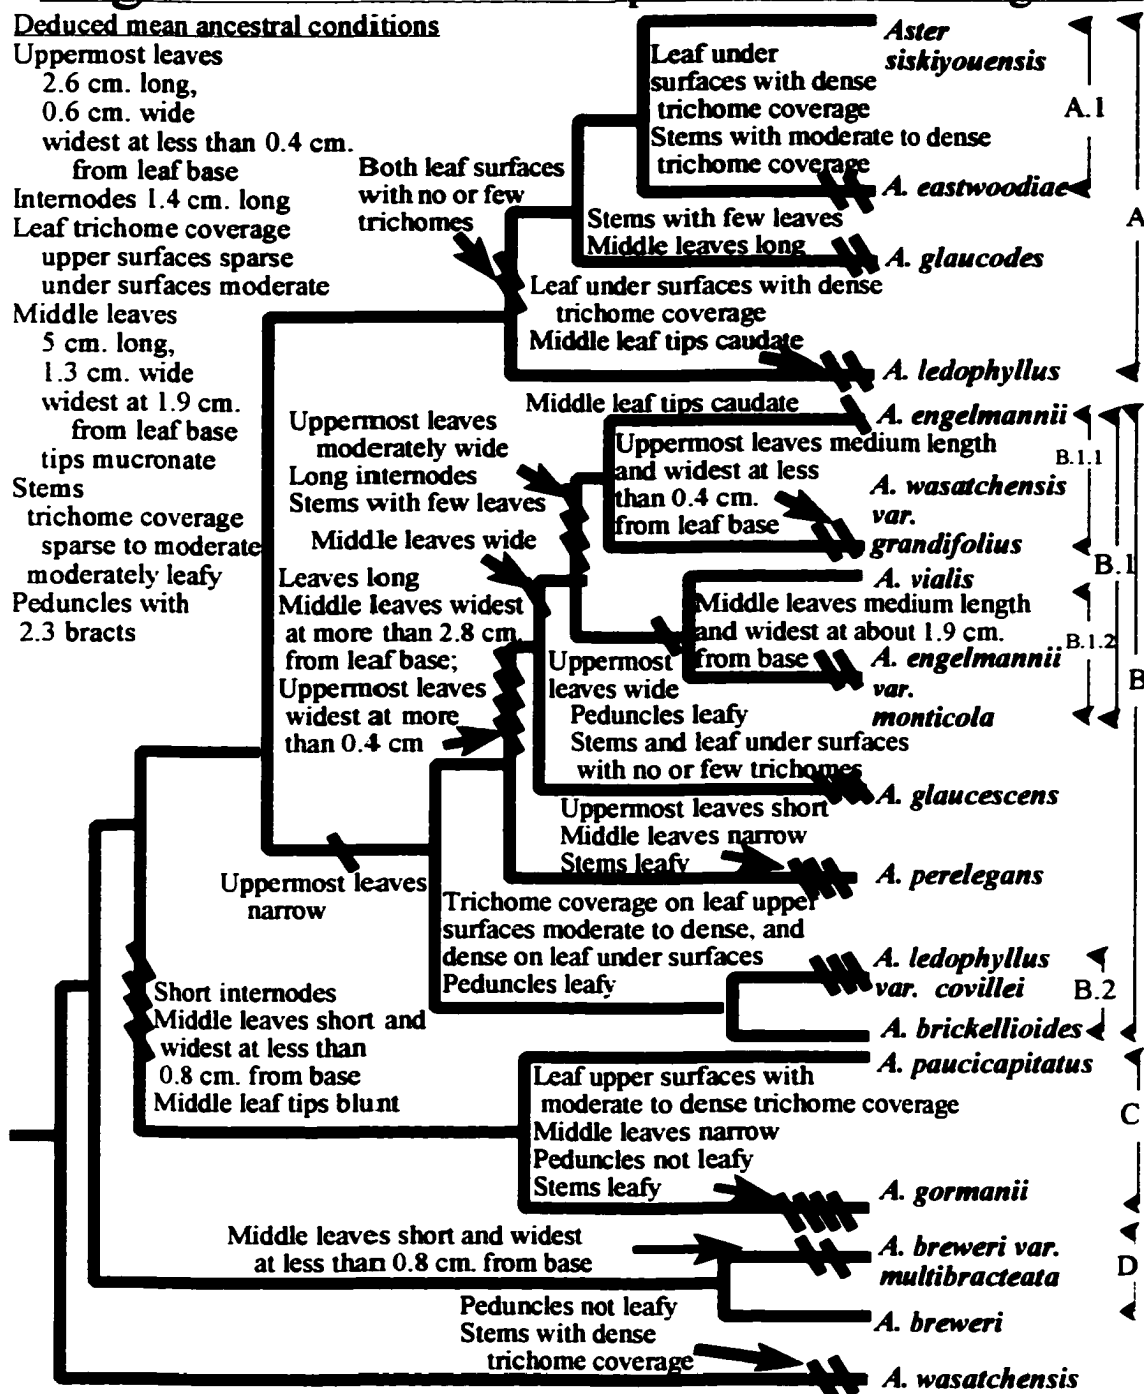 Deduced mean ancestral conditions
Uppermost leaves
2.6 cm. long,
0.6 cm. wide
widest at less than 0.4 cm.
from leaf base
Internodes 1.4 cm. long
Leaf trichome coverage
upper surfaces sparse
under surfaces moderate
Middle leaves
5 cm. long,
1.3 cm. wide
widest at 1.9 cm.
from leaf base
tips mucronate
Stems
trichome coverage
sparse to moderate
moderately leafy
Peduncles with
2.3 bracts
Aster
siskiyouensis
Leaf under
surfaces with dense
trichome coverage
Stems with moderate to dense
trichome coverage
A.1
A. eastwoodiae
A
Both leaf surfaces
with no or few
trichomes
Stems with few leaves
Middle leaves long
A. glaucodes
Leaf under surfaces with dense
trichome coverage
Middle leaf tips caudate
A. ledophyllus
Middle leaf tips caudate
A. engelmannii
Uppermost leaves
moderately wide
Long internodes
Stems with few leaves
Uppermost leaves medium length
and widest at less
than 0.4 cm.
from leaf base
B.1.1
A. wasatchensis
var.
grandifolius
Middle leaves wide
B.1
A. vialis
Leaves long
Middle leaves widest
at more than 2.8 cm.
from leaf base;
Uppermost leaves
widest at more
than 0.4 cm
Middle leaves medium length
and widest at about 1.9 cm.
from base
B.1.2
A. engelmannii
var.
monticola
B
Uppermost
leaves wide
Peduncles leafy
Stems and leaf under surfaces
with no or few trichomes
A. glaucescens
Uppermost leaves short
Middle leaves narrow
Stems leafy
A. perelegans
Uppermost leaves
narrow
Trichome coverage on leaf upper
surfaces moderate to dense, and
dense on leaf under surfaces
Peduncles leafy
A. ledophyllus
var. covillei
B.2
A. brickellioides
Short internodes
Middle leaves short and
widest at less than
0.8 cm. from base
Middle leaf tips blunt
A. paucicapitatus
Leaf upper surfaces with
moderate to dense trichome coverage
Middle leaves narrow
Peduncles not leafy
Stems leafy
C
A. gormanii
Middle leaves short and widest
at less than 0.8 cm. from base
A. breweri var.
multibracteata
D
A. breweri
Peduncles not leafy
Stems with dense
trichome coverage
A. wasatchensis